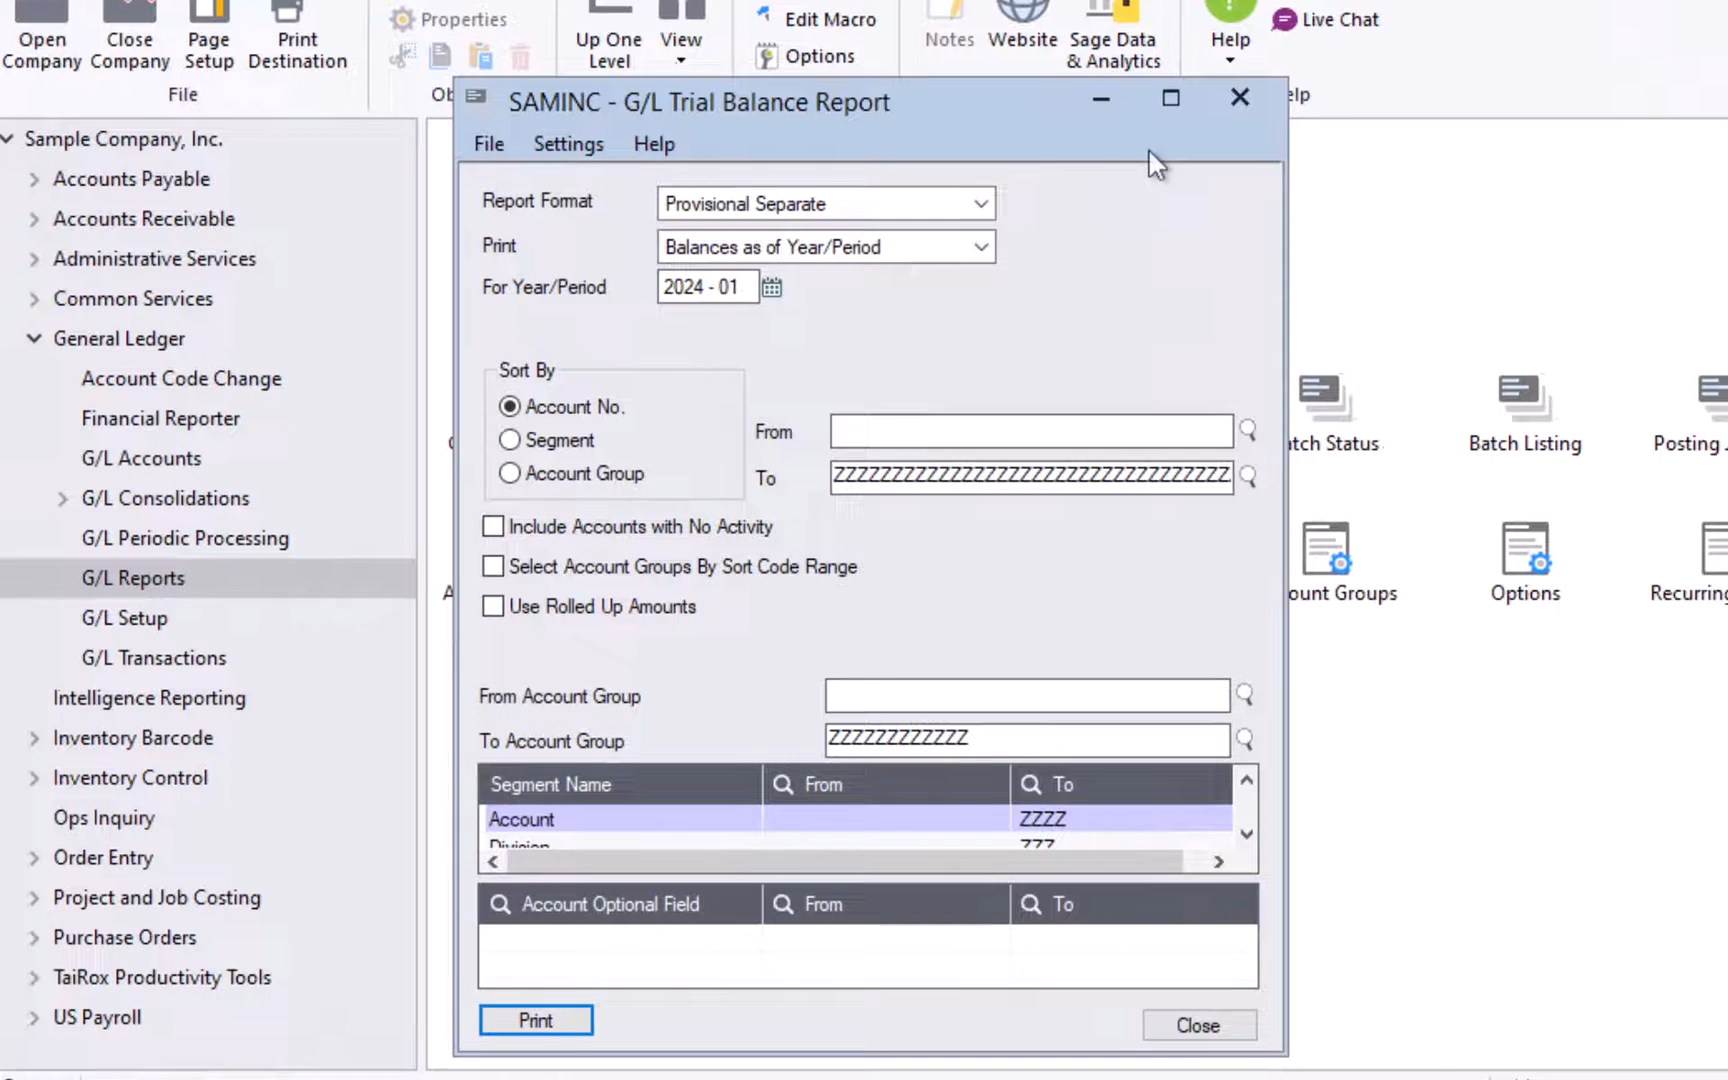 Open Company
Close Company
Page Setup
Print Destination
File
Properties
Up One Level
View
Edit Macro
Options
Notes
Website
Sage Data & Analytics
Help
Live Chat
SAMINC - G/L Trial Balance Report
File Settings Help
Sample Company, Inc.
Accounts Payable
Accounts Receivable
Administrative Services
Common Services
General Ledger
Account Code Change
Financial Reporter
G/L Accounts
G/L Consolidations
G/L Periodic Processing
G/L Reports
G/L Setup
G/L Transactions
Intelligence Reporting
Inventory Barcode
Inventory Control
Ops Inquiry
Order Entry
Project and Job Costing
Purchase Orders
TaiRox Productivity Tools
US Payroll
Report Format Provisional Separate
Print Balances as of Year/Period
For Year/Period 2024 - 01
Sort By
Account No.
Segment
Account Group
From
To ZZZZZZZZZZZZZZZZZZZZZZZZZZZZZZZZZZ
Include Accounts with No Activity
Select Account Groups By Sort Code Range
Use Rolled Up Amounts
From Account Group
To Account Group ZZZZZZZZZZZZ
Segment Name From To
Account ZZZZ
Division ZZZ
Account Optional Field From To
Print Close
Batch Listing
Posting
Options
Recurring
Status
Groups